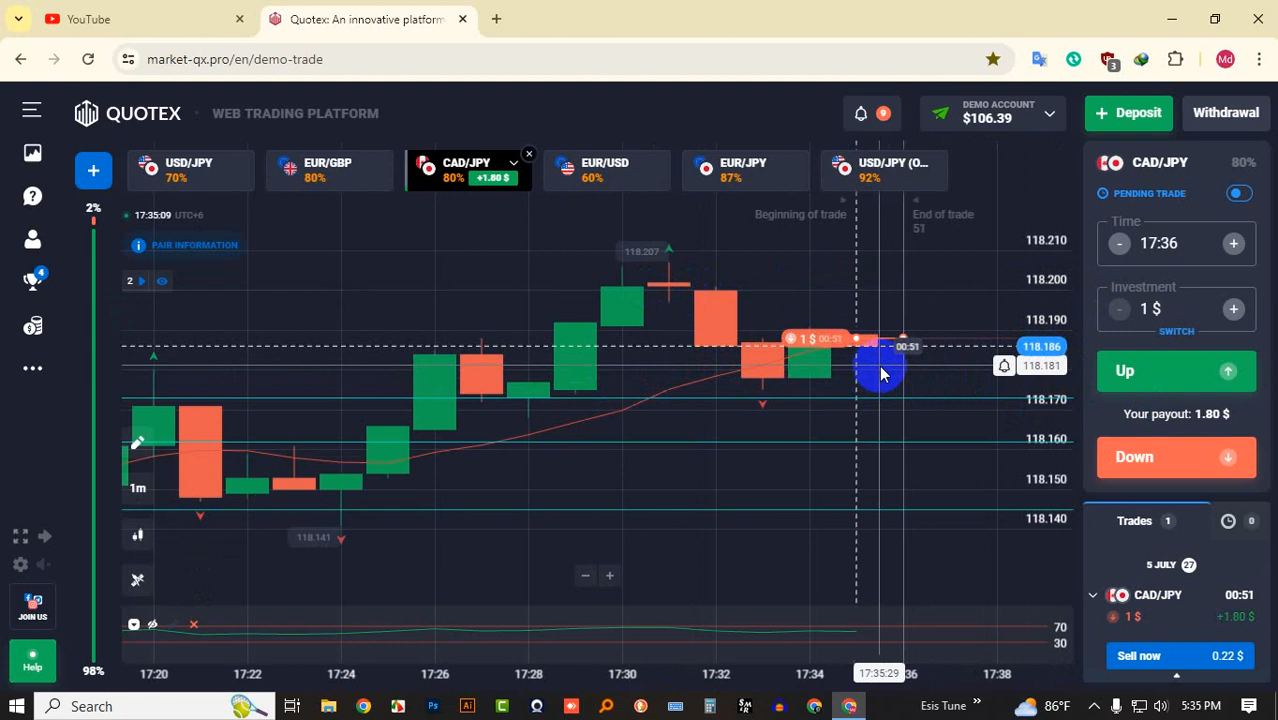 YouTube
Quotex: An innovative platform
market-qx.pro/en/demo-trade
3
Md
QUOTEX
WEB TRADING PLATFORM
9
DEMO ACCOUNT
$106.39
Deposit
Withdrawal
USD/JPY
70%
EUR/GBP
80%
CAD/JPY
80% +1.80 $
EUR/USD
60%
EUR/JPY
87%
USD/JPY (O...
92%
CAD/JPY 80%
2%
17:35:09 UTC+6
Beginning of trade
End of trade
51
PENDING TRADE
PAIR INFORMATION
2
118.207
118.210
118.200
118.190
118.186
118.181
118.170
118.160
118.150
118.140
Time
- 17:36 +
Investment
- 1 $ +
SWITCH
1 $ 00:51
00:51
Up
Your payout: 1.80 $
Down
4
1m
118.141
Trades 1
0
5 JULY 27
CAD/JPY 00:51
1 $ +1.80 $
Sell now 0.22 $
JOIN US
Help
98%
70
30
17:20
17:22
17:24
17:26
17:28
17:30
17:32
17:34
17:35:29
36
17:38
Search
Ps
Ai
Esis Tune
86°F
5:35 PM